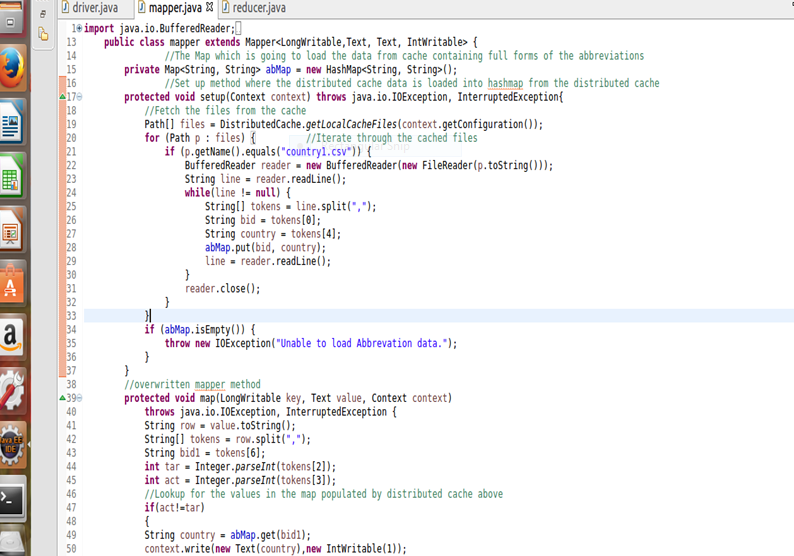 driver.java mapper.java reducer.java
1 import java.io.BufferedReader;
13 public class mapper extends Mapper<LongWritable,Text, Text, IntWritable> {
14 //The Map which is going to load the data from cache containing full forms of the abbreviations
15 private Map<String, String> abMap = new HashMap<String, String>();
16 //Set up method where the distributed cache data is loaded into hashmap from the distributed cache
17 protected void setup(Context context) throws java.io.IOException, InterruptedException{
18 //Fetch the files from the cache
19 Path[] files = DistributedCache.getLocalCacheFiles(context.getConfiguration());
20 for (Path p : files) { //Iterate through the cached files
21 if (p.getName().equals("country1.csv")) {
22 BufferedReader reader = new BufferedReader(new FileReader(p.toString()));
23 String line = reader.readLine();
24 while(line != null) {
25 String[] tokens = line.split(",");
26 String bid = tokens[0];
27 String country = tokens[4];
28 abMap.put(bid, country);
29 line = reader.readLine();
30 }
31 reader.close();
32 }
33 }
34 if (abMap.isEmpty()) {
35 throw new IOException("Unable to load Abbrevation data.");
36 }
37 }
38 //overwritten mapper method
39 protected void map(LongWritable key, Text value, Context context)
40 throws java.io.IOException, InterruptedException {
41 String row = value.toString();
42 String[] tokens = row.split(",");
43 String bid1 = tokens[6];
44 int tar = Integer.parseInt(tokens[2]);
45 int act = Integer.parseInt(tokens[3]);
46 //Lookup for the values in the map populated by distributed cache above
47 if(act!=tar)
48 {
49 String country = abMap.get(bid1);
50 context.write(new Text(country),new IntWritable(1));
Java EE
IDE